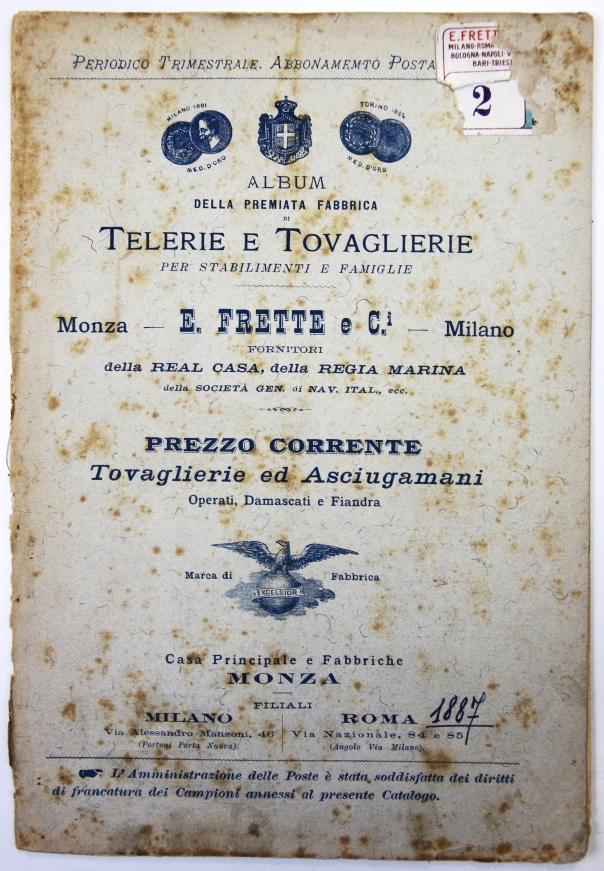 PERIODICO TRIMESTRALE. ABBONAMEMTO POSTA
E.FRETT
MILANO·ROMA
BOLOGNA·NAPOLI·V
BARI·TRIEST
2
MILANO 1881
MED. D'ORO
TORINO 1884
MED. D'ORO
ALBUM
DELLA PREMIATA FABBRICA
DI
TELERIE E TOVAGLIERIE
PER STABILIMENTI E FAMIGLIE
Monza — E. FRETTE e C.i — Milano
FORNITORI
della REAL CASA, della REGIA MARINA
della SOCIETÀ GEN. di NAV. ITAL., ecc.
PREZZO CORRENTE
Tovaglierie ed Asciugamani
Operati, Damascati e Fiandra
Marca di Fabbrica
EXCELSIOR
Casa Principale e Fabbriche
MONZA
FILIALI
MILANO
Via Alessandro Manzoni, 46
(Portoni Porta Nuova).
ROMA 1887
Via Nazionale, 84 e 85
(Angolo Via Milano).
L'Amministrazione delle Poste è stata soddisfatta dei diritti
di francatura dei Campioni annessi al presente Catalogo.